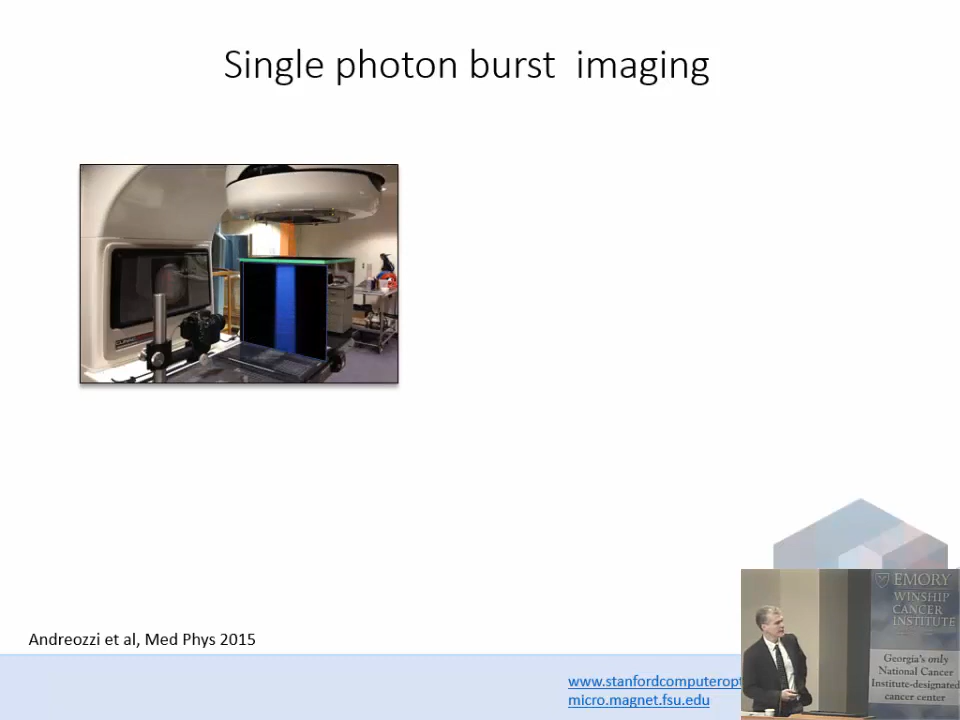 Single photon burst imaging
Andreozzi et al, Med Phys 2015
www.stanfordcomputeropt
micro.magnet.fsu.edu
EMORY
WINSHIP
CANCER
INSTITUTE
Georgia's only
National Cancer
Institute-designated
cancer center